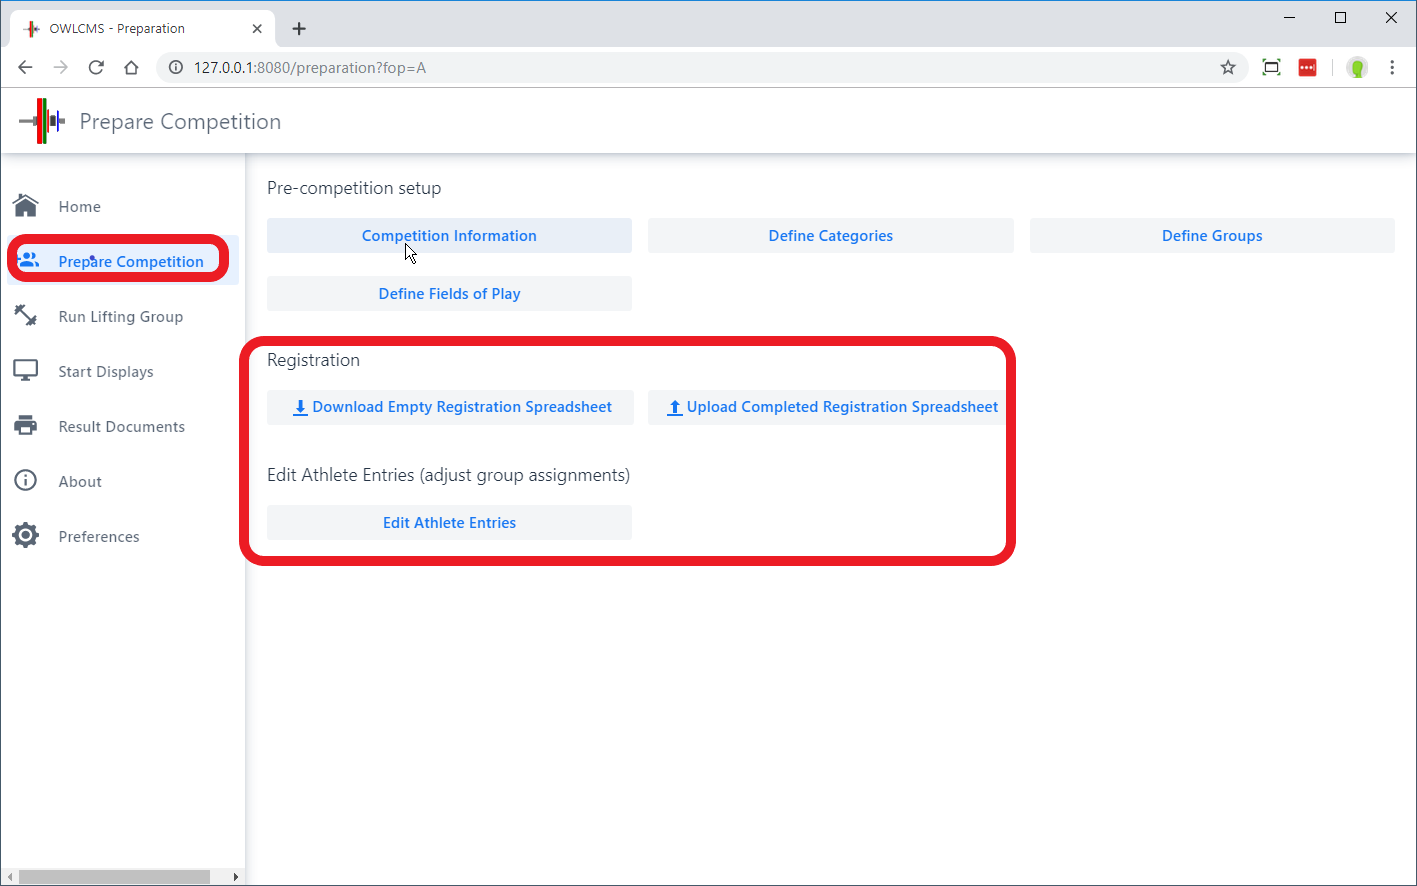 OWLCMS - Preparation
127.0.0.1:8080/preparation?fop=A
Prepare Competition
Home
Prepare Competition
Run Lifting Group
Start Displays
Result Documents
About
Preferences
Pre-competition setup
Competition Information
Define Categories
Define Groups
Define Fields of Play
Registration
Download Empty Registration Spreadsheet
Upload Completed Registration Spreadsheet
Edit Athlete Entries (adjust group assignments)
Edit Athlete Entries